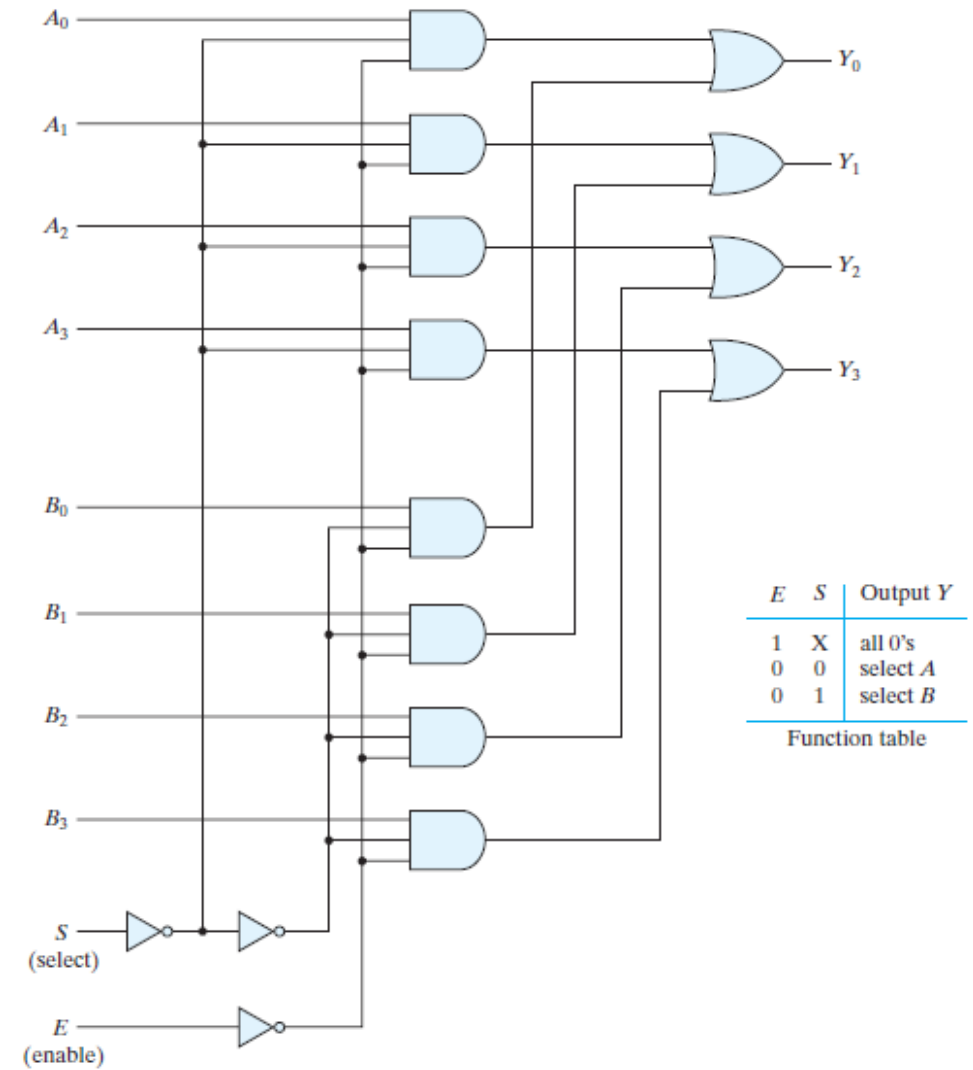 A₀
Y₀
A₁
Y₁
A₂
Y₂
A₃
Y₃
B₀
B₁
B₂
B₃
S
(select)
E
(enable)
E S Output Y
1 X all 0's
0 0 select A
0 1 select B
Function table